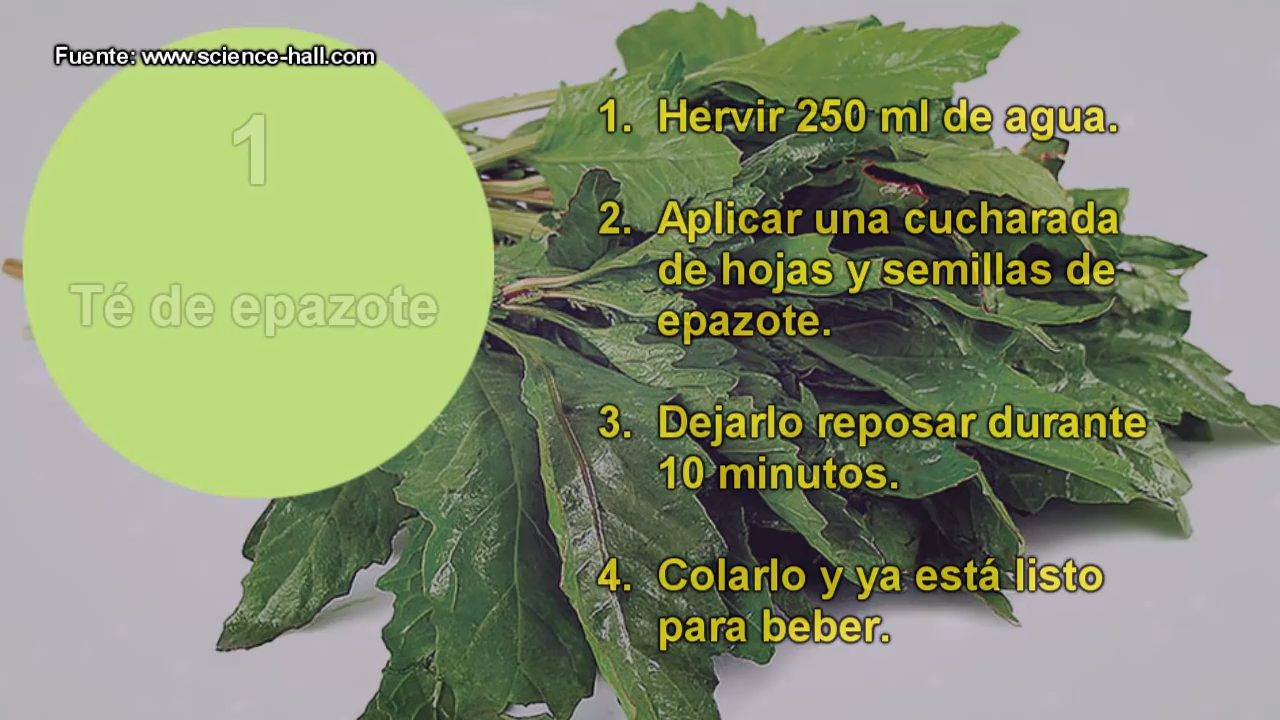 Fuente: www.science-hall.com
1
Té de epazote
1. Hervir 250 ml de agua.
2. Aplicar una cucharada
de hojas y semillas de
epazote.
3. Dejarlo reposar durante
10 minutos.
4. Colarlo y ya está listo
para beber.